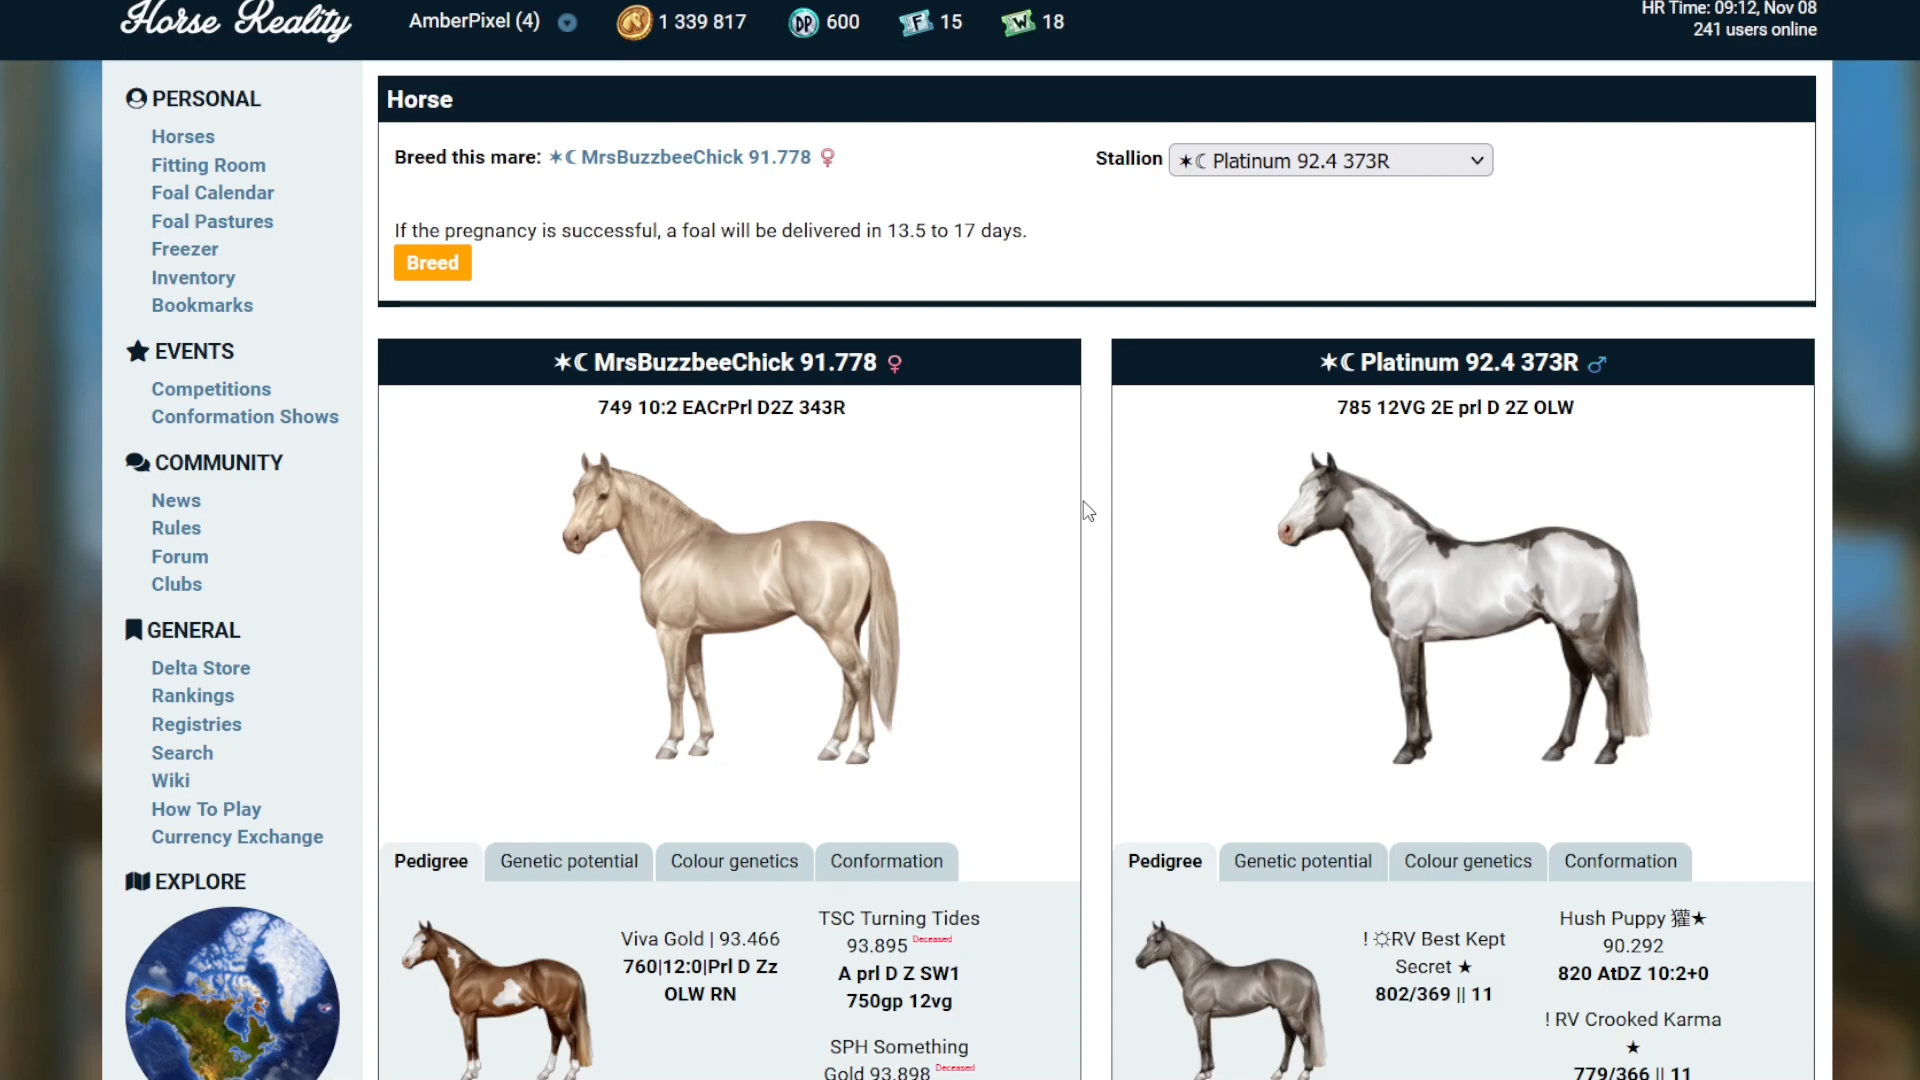 Horse Reality
AmberPixel (4)
1 339 817
DP 600
F 15
W 18
HR Time: 09:12, Nov 08
241 users online
PERSONAL
Horses
Fitting Room
Foal Calendar
Foal Pastures
Freezer
Inventory
Bookmarks
EVENTS
Competitions
Conformation Shows
COMMUNITY
News
Rules
Forum
Clubs
GENERAL
Delta Store
Rankings
Registries
Search
Wiki
How To Play
Currency Exchange
EXPLORE
Horse
Breed this mare: ✶☾ MrsBuzzbeeChick 91.778 ♀
Stallion ✶☾ Platinum 92.4 373R
If the pregnancy is successful, a foal will be delivered in 13.5 to 17 days.
Breed
✶☾ MrsBuzzbeeChick 91.778 ♀
749 10:2 EACrPrl D2Z 343R
Pedigree
Genetic potential
Colour genetics
Conformation
Viva Gold | 93.466
760|12:0|Prl D Zz
OLW RN
TSC Turning Tides
93.895 Deceased
A prl D Z SW1
750gp 12vg
SPH Something
Gold 93.898 Deceased
✶☾ Platinum 92.4 373R ♂
785 12VG 2E prl D 2Z OLW
Pedigree
Genetic potential
Colour genetics
Conformation
! ☼RV Best Kept
Secret ★
802/369 || 11
Hush Puppy 獾★
90.292
820 AtDZ 10:2+0
! RV Crooked Karma
★
779/366 || 11